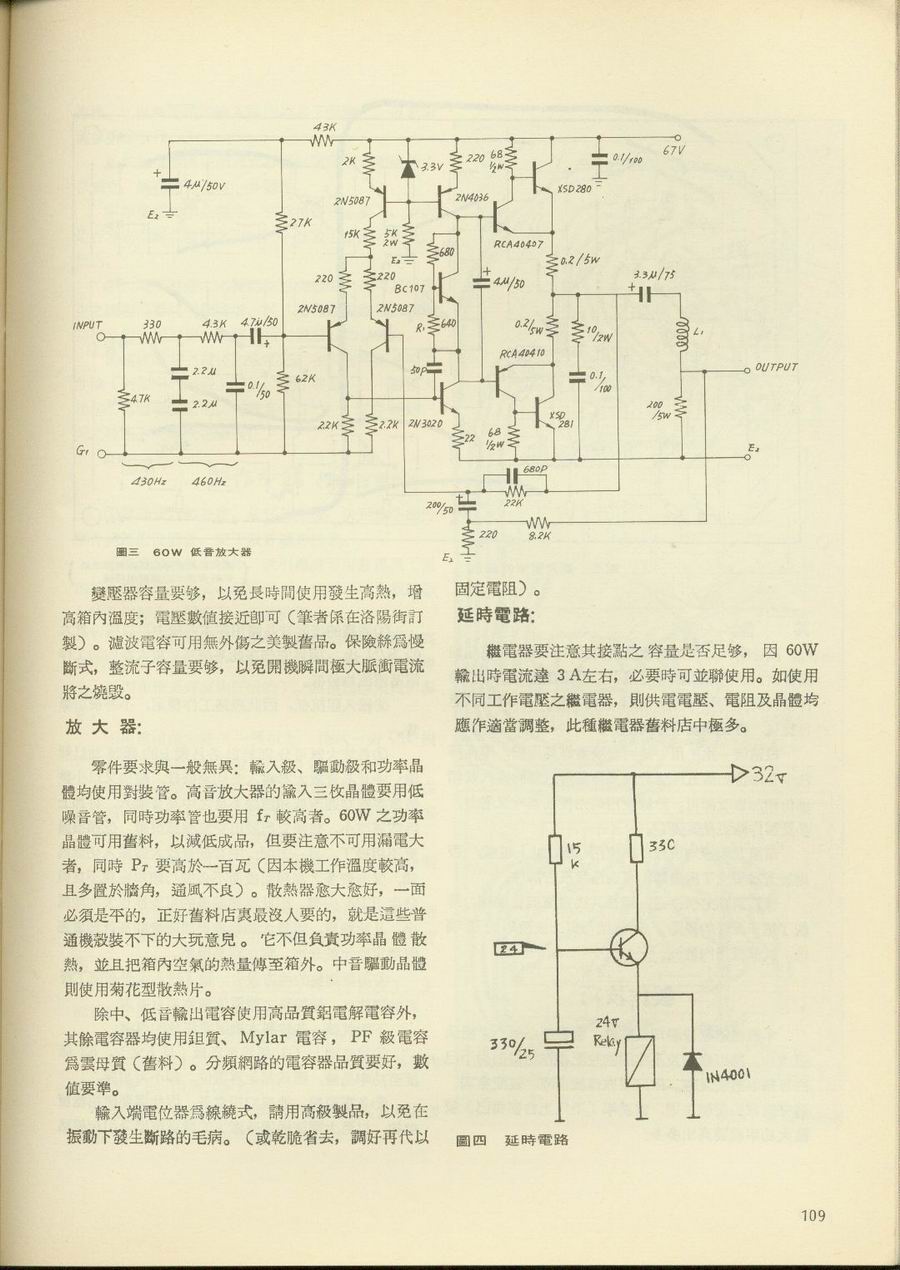 43K
67V
0.1/100
2K
3.3V
220
68
½W
XSD280
+
4M/50V
E₂
2N5087
2N4036
27K
15K
5K
2W
E₂
RCA40407
680
0.2/5W
220
220
BC107
+
4M/50
3.3M/75
+
2N5087
2N5087
INPUT
330
4.3K
4.7M/50
+
R₁
640
0.2/5W
10/2W
L₁
RCA40410
OUTPUT
2.2M
50P
0.1/50
62K
0.1/100
4.7K
2.2M
200/5W
XSD281
2.2K
2.2K
2N3020
22
68
½W
G₁
E₂
430Hz
460Hz
680P
200/50
+
22K
220
8.2K
E₂
圖三 60W 低音放大器
變壓器容量要够，以免長時間使用發生高熱，增
高箱內溫度；電壓數值接近卽可（筆者係在洛陽街訂
製）。濾波電容可用無外傷之美製舊品。保險絲爲慢
斷式，整流子容量要够，以免開機瞬間極大脈衝電流
將之燒毁。
放大器：
零件要求與一般無異：輸入級、驅動級和功率晶
體均使用對裝管。高音放大器的諭入三枚晶體要用低
噪音管，同時功率管也要用 f_T 較高者。60W 之功率
晶體可用舊料，以減低成品，但要注意不可用漏電大
者，同時 P_T 要高於一百瓦（因本機工作溫度較高，
且多置於牆角，通風不良）。散熱器愈大愈好，一面
必須是平的，正好舊料店裏最沒人要的，就是這些普
通機殼裝不下的大玩意兒。它不但負責功率晶體散
熱，並且把箱內空氣的熱量傳至箱外。中音驅動晶體
則使用菊花型散熱片。
除中、低音輸出電容使用高品質鋁電解電容外，
其餘電容器均使用鉭質、Mylar 電容，PF 級電容
爲雲母質（舊料）。分頻網路的電容器品質要好，數
值要準。
輸入端電位器爲線繞式，請用高級製品，以免在
振動下發生斷路的毛病。（或乾脆省去，調好再代以
固定電阻）。
延時電路：
繼電器要注意其接點之容量是否足够，因 60W
輸出時電流達 3A左右，必要時可並聯使用。如使用
不同工作電壓之繼電器，則供電電壓、電阻及晶體均
應作適當調整，此種繼電器舊料店中極多。
32V
15
K
330
24
330/25
24V
Relay
1N4001
圖四 延時電路
109